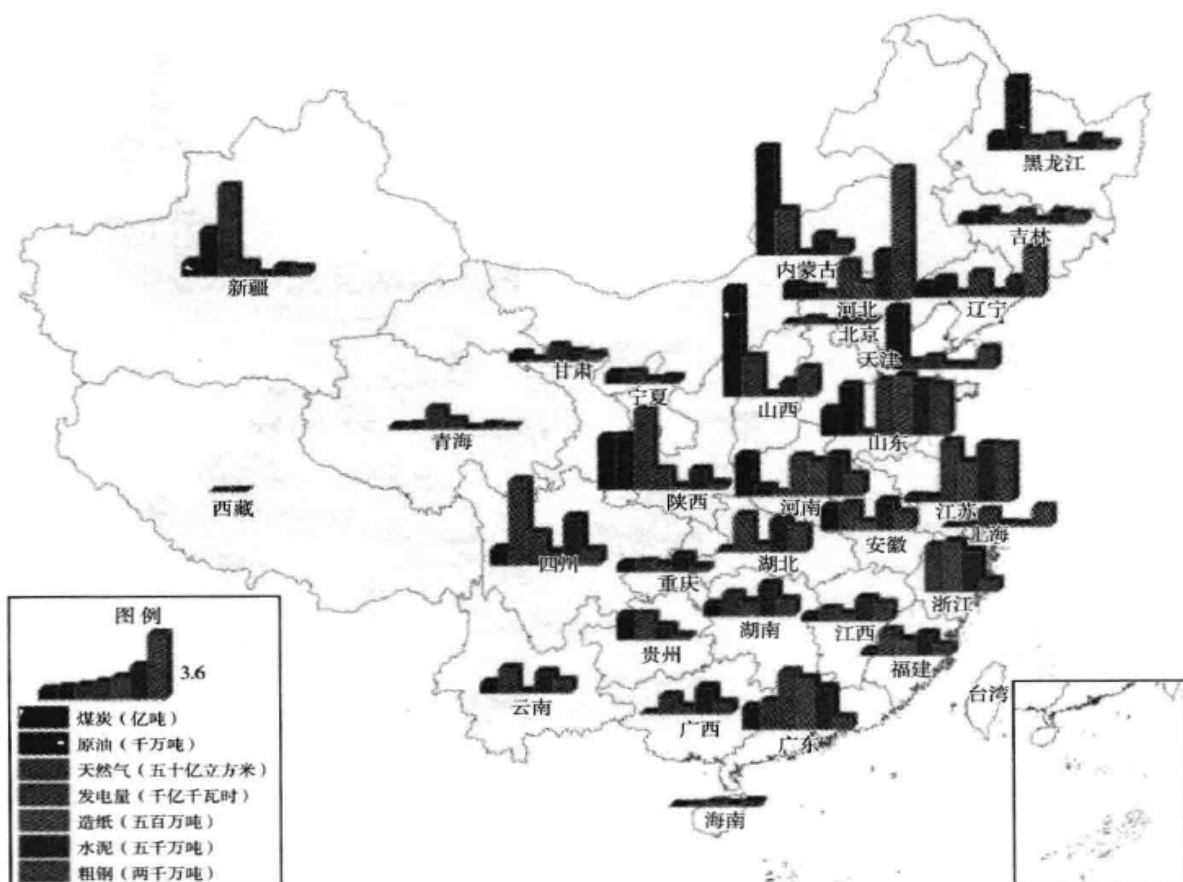 黑龙江
吉林
内蒙古
新疆
河北
辽宁
北京
天津
甘肃
宁夏
山西
青海
山东
西藏
陕西
河南
江苏
上海
安徽
湖北
四川
重庆
浙江
湖南
江西
贵州
福建
云南
广西
广东
台湾
海南
图例
3.6
煤炭（亿吨）
原油（千万吨）
天然气（五十亿立方米）
发电量（千亿千瓦时）
造纸（五百万吨）
水泥（五千万吨）
粗钢（两千万吨）